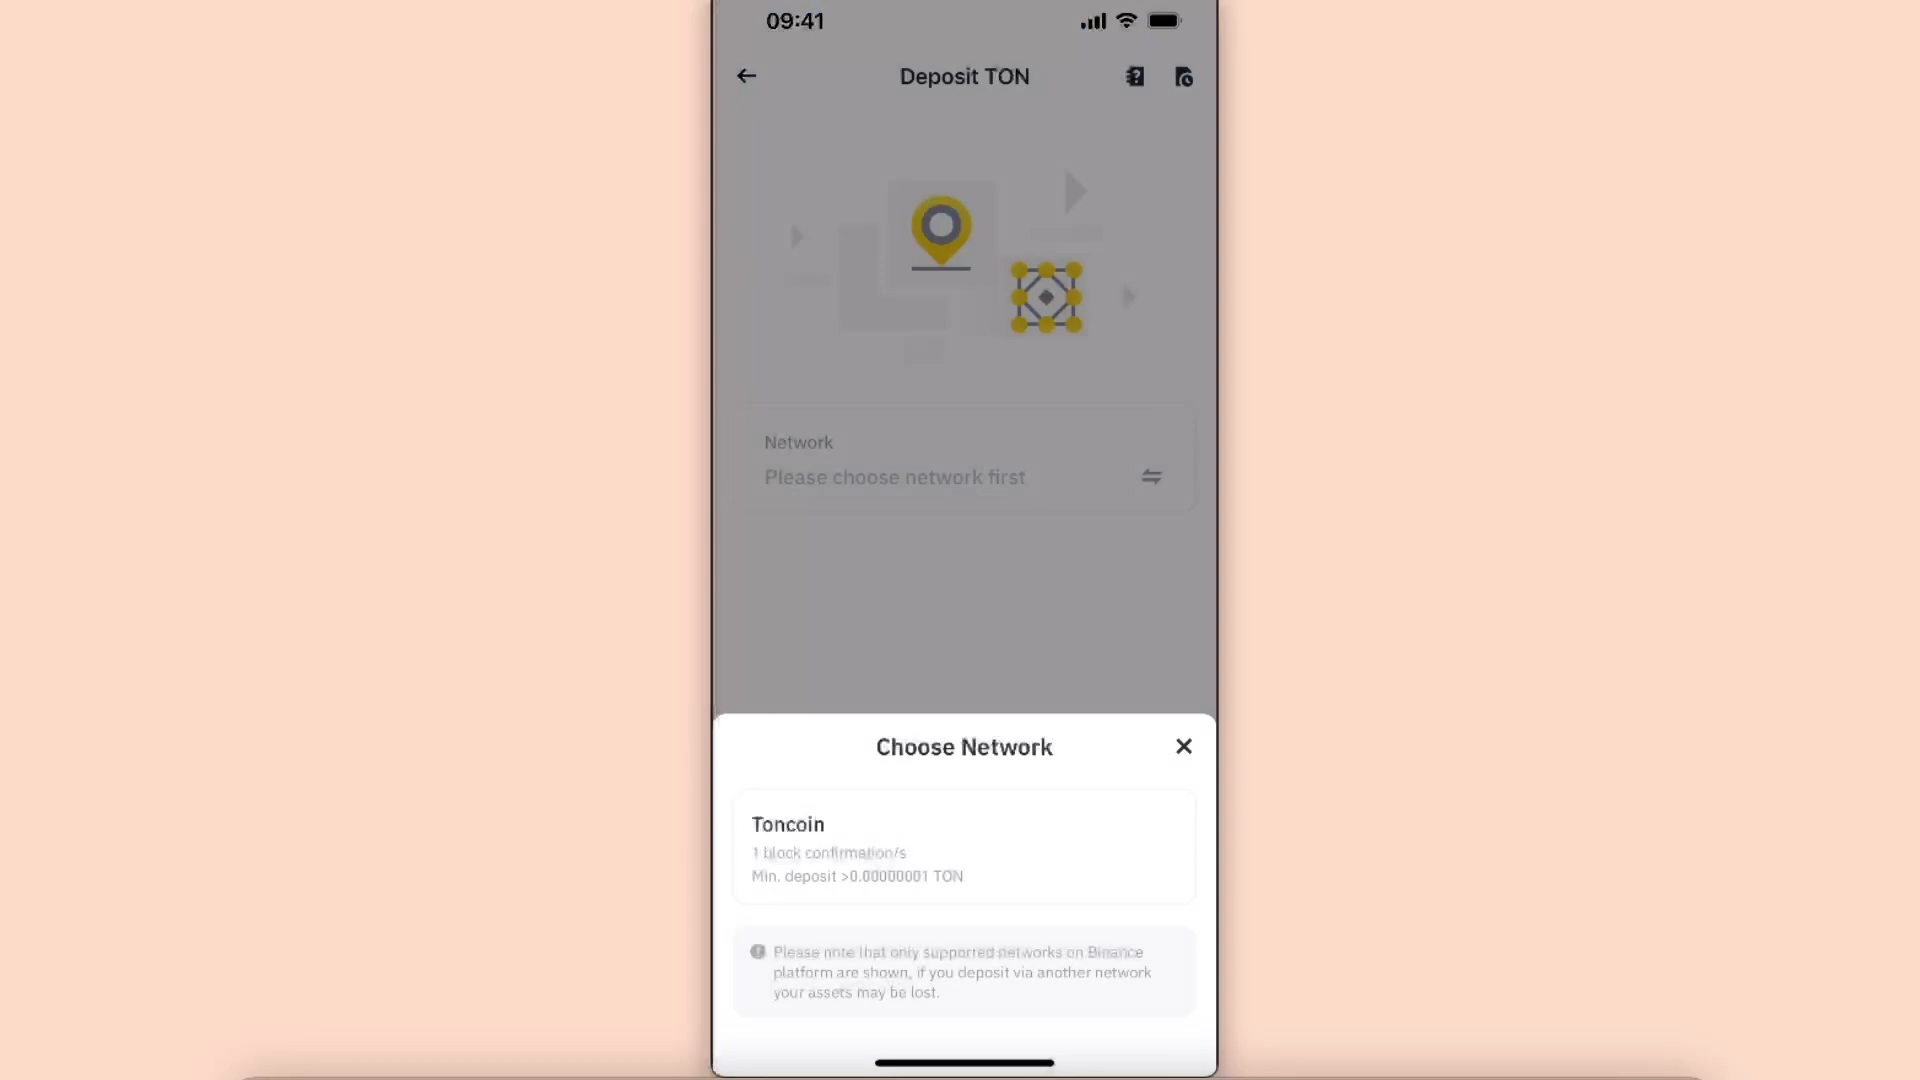 09:41
Deposit TON
Network
Please choose network first
Choose Network
Toncoin
1 block confirmation/s
Min. deposit >0.00000001 TON
Please note that only supported networks on Binance
platform are shown, if you deposit via another network
your assets may be lost.